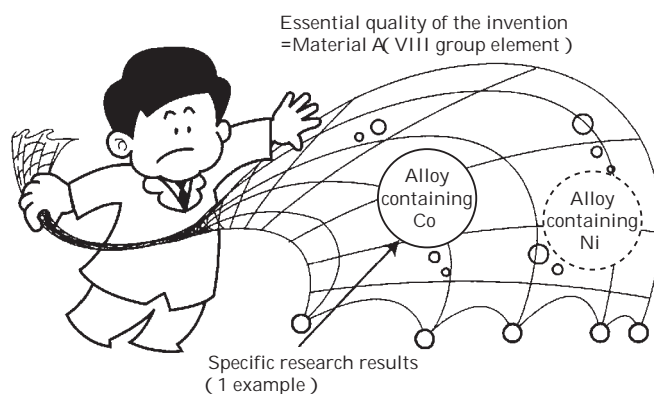 Essential quality of the invention
=Material A( VIII group element )
Alloy
containing
Co
Alloy
containing
Ni
Specific research results
( 1 example )